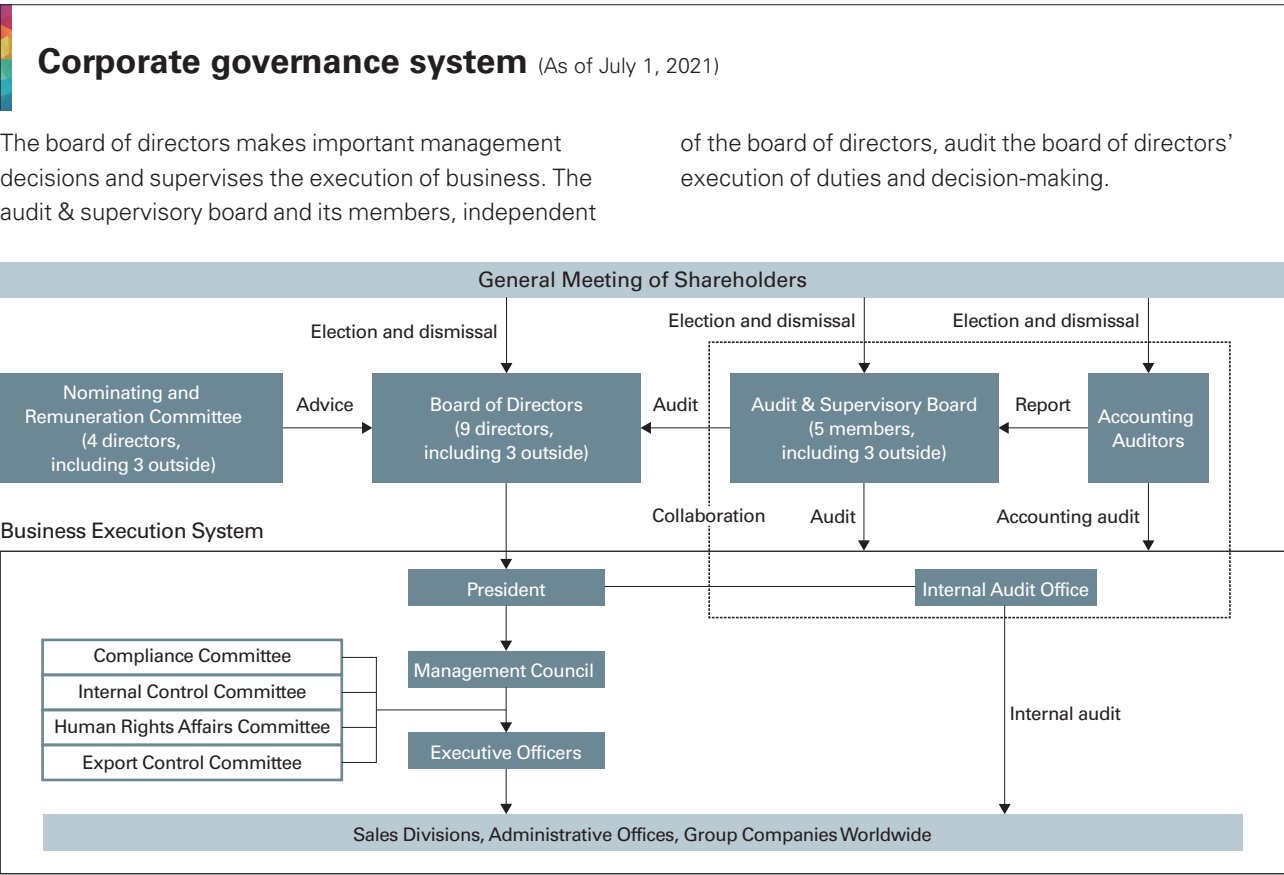 Corporate governance system (As of July 1, 2021)
The board of directors makes important management
decisions and supervises the execution of business. The
audit & supervisory board and its members, independent
of the board of directors, audit the board of directors’
execution of duties and decision-making.
General Meeting of Shareholders
Election and dismissal
Election and dismissal
Election and dismissal
Nominating and
Remuneration Committee
(4 directors,
including 3 outside)
Advice
Board of Directors
(9 directors,
including 3 outside)
Audit
Audit & Supervisory Board
(5 members,
including 3 outside)
Report
Accounting
Auditors
Collaboration
Audit
Accounting audit
Business Execution System
President
Internal Audit Office
Compliance Committee
Internal Control Committee
Human Rights Affairs Committee
Export Control Committee
Management Council
Internal audit
Executive Officers
Sales Divisions, Administrative Offices, Group Companies Worldwide